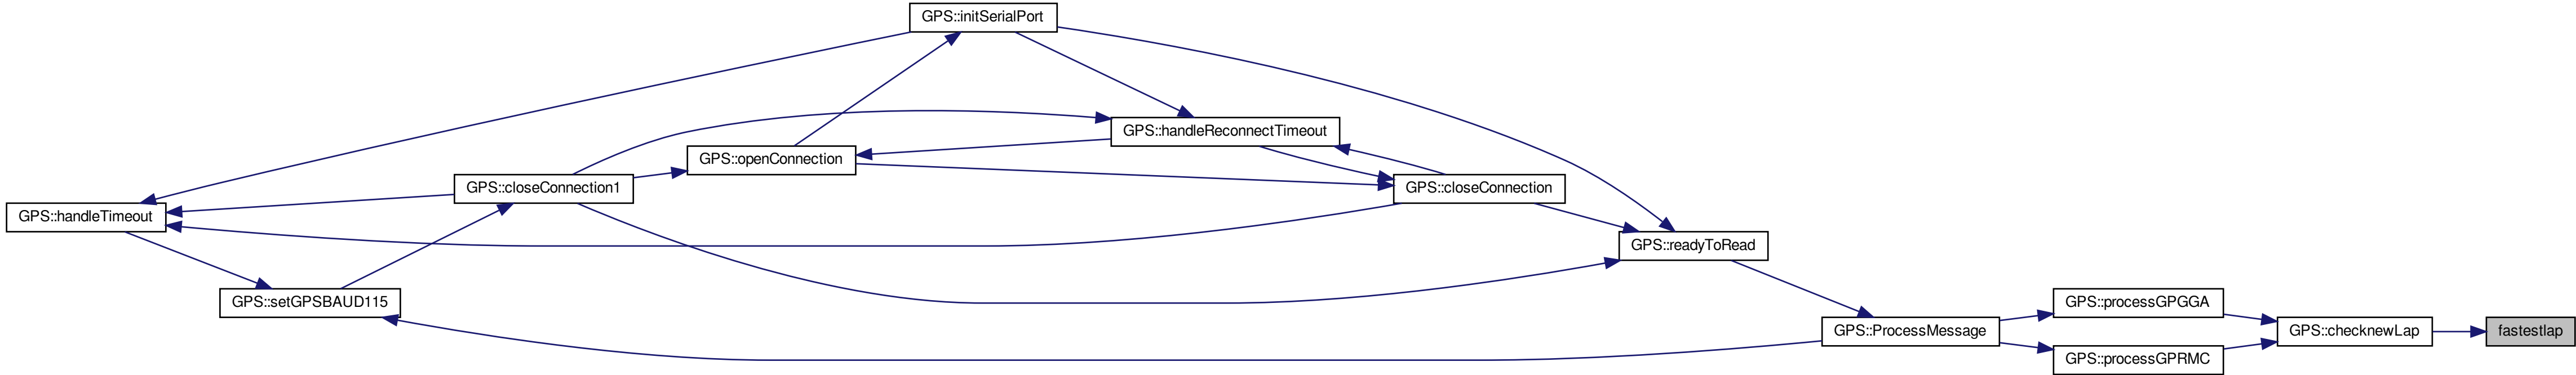 GPS::initSerialPort
GPS::handleReconnectTimeout
GPS::openConnection
GPS::closeConnection1
GPS::closeConnection
GPS::handleTimeout
GPS::readyToRead
GPS::setGPSBAUD115
GPS::processGPGGA
GPS::ProcessMessage
GPS::checknewLap
fastestlap
GPS::processGPRMC